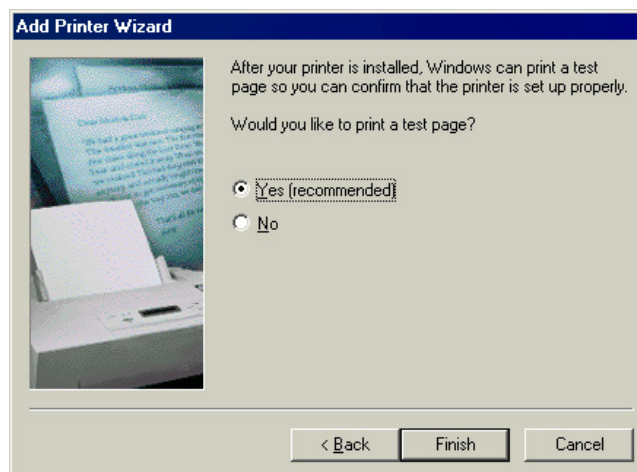 Add Printer Wizard
After your printer is installed, Windows can print a test
page so you can confirm that the printer is set up properly.
Would you like to print a test page?
Yes (recommended)
No
< Back
Finish
Cancel